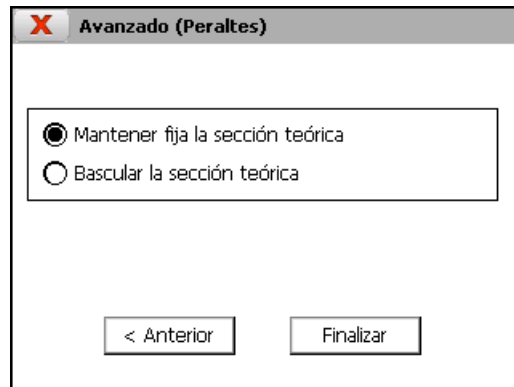 X Avanzado (Peraltes)
Mantener fija la sección teórica
Bascular la sección teórica
< Anterior Finalizar